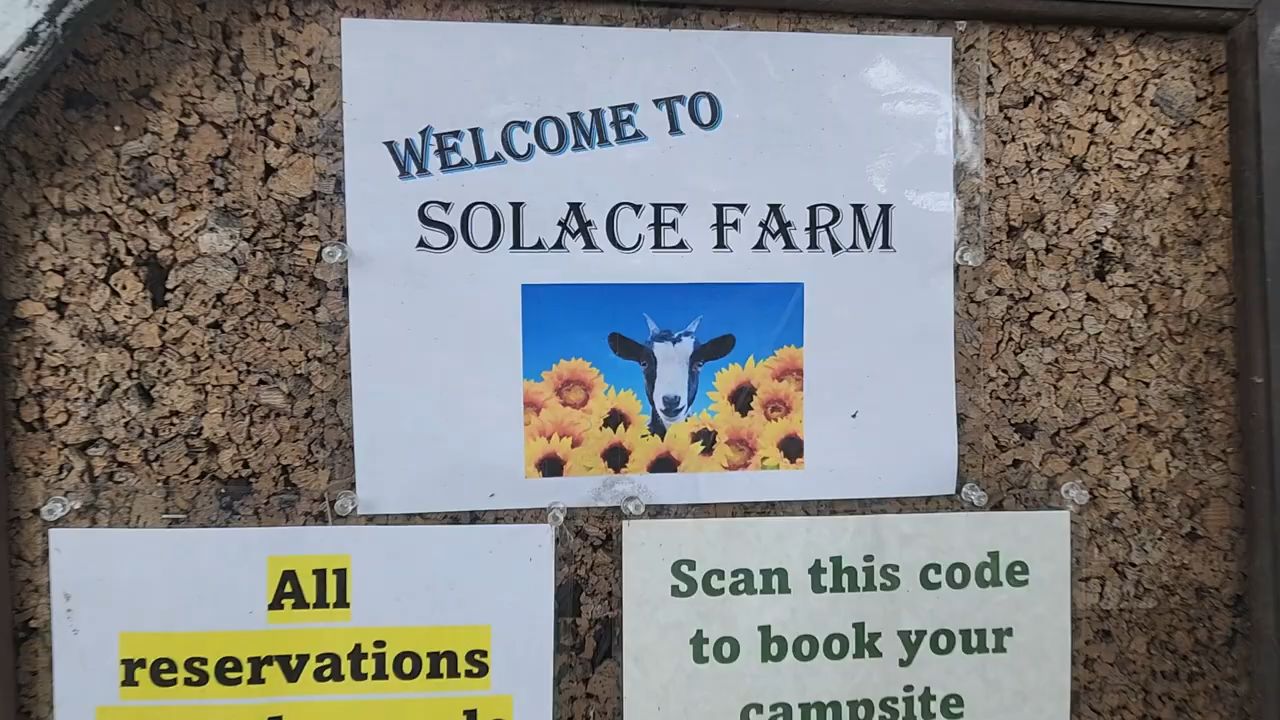 WELCOME TO
SOLACE FARM
All
reservations
Scan this code
to book your
campsite